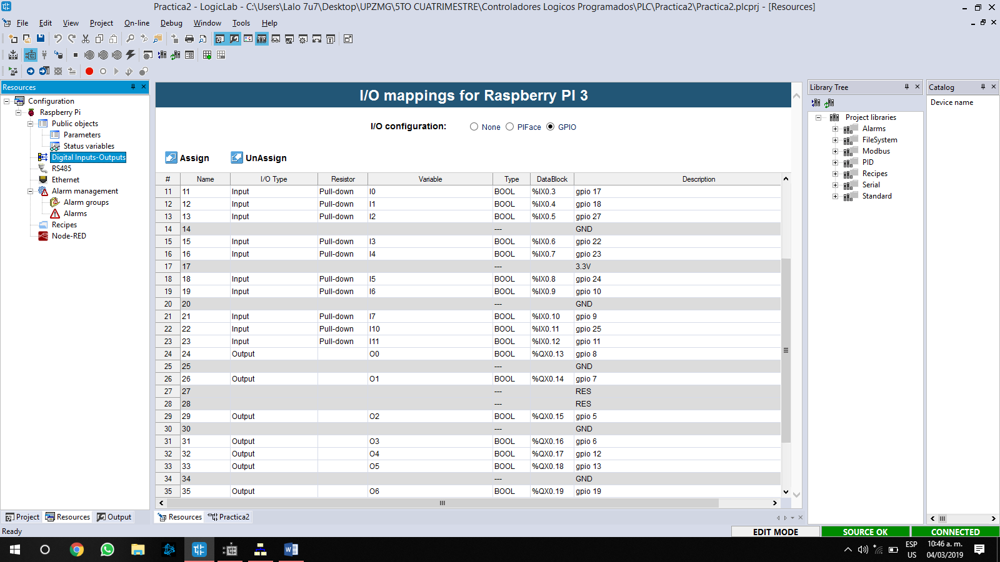 Practica2 - LogicLab - C:\Users\Lalo 7u7\Desktop\UPZMG\5TO CUATRIMESTRE\Controladores Logicos Programados\PLC\Practica2\Practica2.plcprj - [Resources]
File Edit View Project On-line Debug Window Tools Help
Resources
Configuration
Raspberry Pi
Public objects
Parameters
Status variables
Digital Inputs-Outputs
RS485
Ethernet
Alarm management
Alarm groups
Alarms
Recipes
Node-RED
Project Resources Output
I/O mappings for Raspberry PI 3
I/O configuration: None PIFace GPIO
Assign UnAssign
# Name I/O Type Resistor Variable Type DataBlock Description
11 11 Input Pull-down I0 BOOL %IX0.3 gpio 17
12 12 Input Pull-down I1 BOOL %IX0.4 gpio 18
13 13 Input Pull-down I2 BOOL %IX0.5 gpio 27
14 14 --- GND
15 15 Input Pull-down I3 BOOL %IX0.6 gpio 22
16 16 Input Pull-down I4 BOOL %IX0.7 gpio 23
17 17 --- 3.3V
18 18 Input Pull-down I5 BOOL %IX0.8 gpio 24
19 19 Input Pull-down I6 BOOL %IX0.9 gpio 10
20 20 --- GND
21 21 Input Pull-down I7 BOOL %IX0.10 gpio 9
22 22 Input Pull-down I10 BOOL %IX0.11 gpio 25
23 23 Input Pull-down I11 BOOL %IX0.12 gpio 11
24 24 Output O0 BOOL %QX0.13 gpio 8
25 25 --- GND
26 26 Output O1 BOOL %QX0.14 gpio 7
27 27 --- RES
28 28 --- RES
29 29 Output O2 BOOL %QX0.15 gpio 5
30 30 --- GND
31 31 Output O3 BOOL %QX0.16 gpio 6
32 32 Output O4 BOOL %QX0.17 gpio 12
33 33 Output O5 BOOL %QX0.18 gpio 13
34 34 --- GND
35 35 Output O6 BOOL %QX0.19 gpio 19
Resources Practica2
Library Tree
Project libraries
Alarms
FileSystem
Modbus
PID
Recipes
Serial
Standard
Catalog
Device name
Ready
EDIT MODE SOURCE OK CONNECTED
ESP
US
10:46 a. m.
04/03/2019